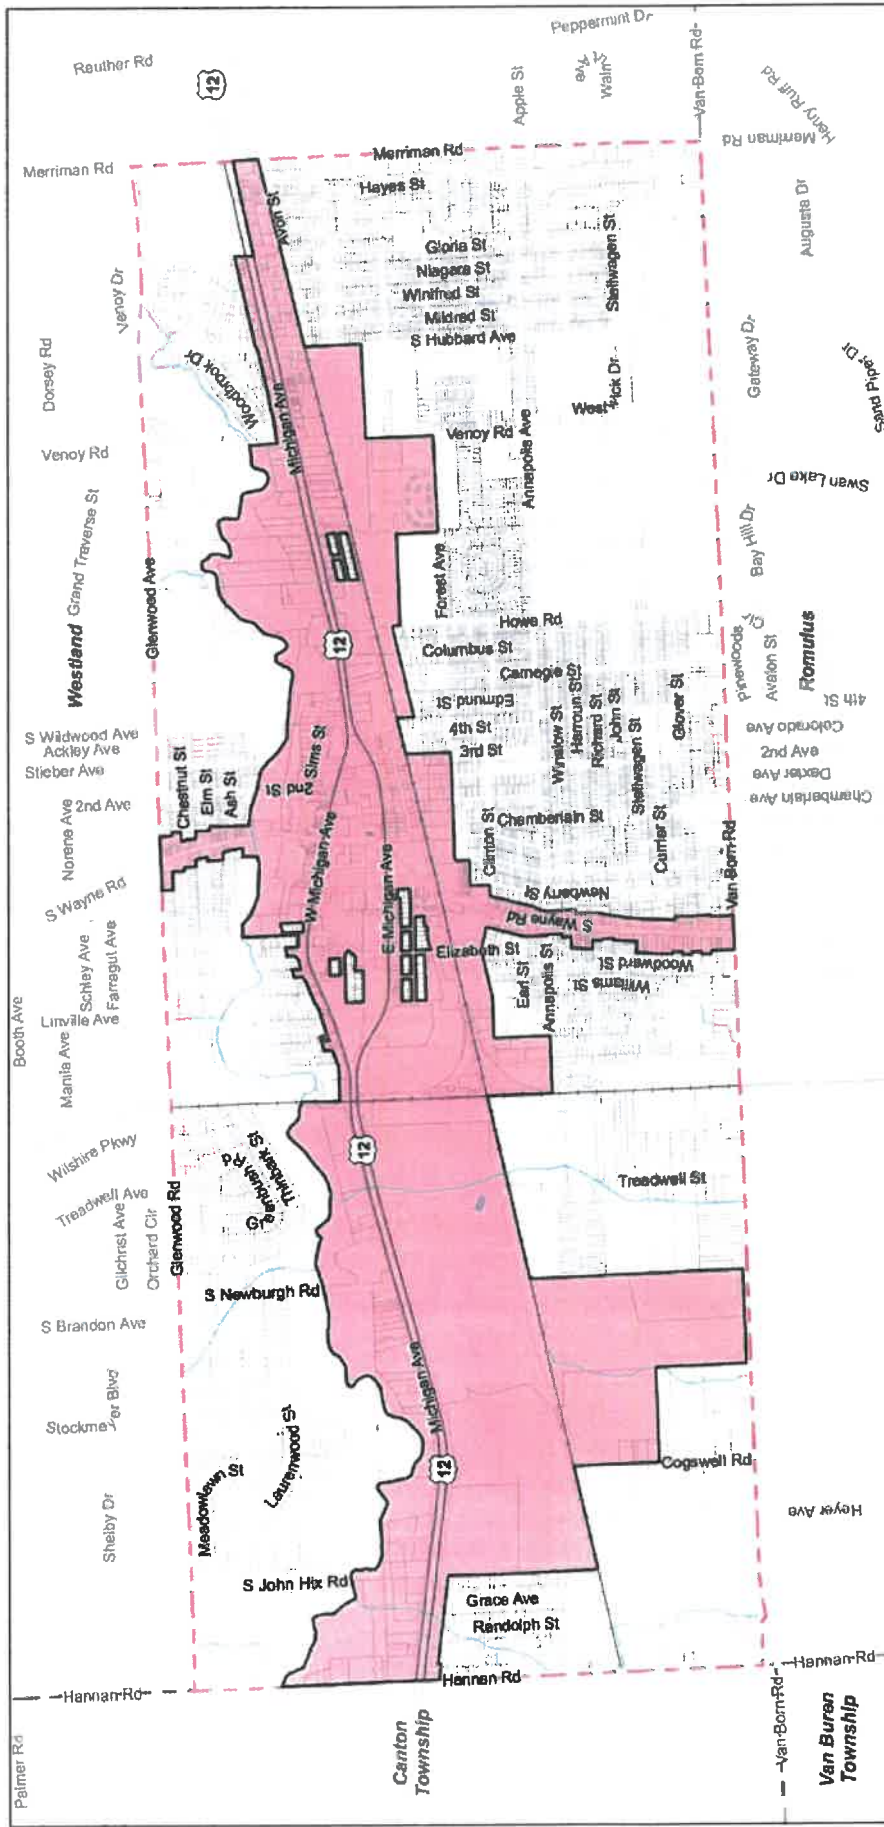 Reuther Rd
12
Peppermint Dr
Apple St
Ave
Van Born Rd
Henry Ruff Rd
Merriman Rd
Merriman Rd
Merriman Rd
Avon St
Hayes St
Gloria St
Niagara St
Winifred St
Mildred St
S Hubbard Ave
Stellwagen St
Augusta Dr
Dorsey Rd
Venoy Dr
Woodbrook Dr
Michigan Ave
Gateway Dr
Sand Piper Dr
Venoy Rd
Venoy Rd
Annapolis Ave
Swan Lake Dr
Westland
Grand Traverse St
Glenwood Ave
Forest Ave
Bay Hill Dr
12
Howe Rd
Columbus St
Carnegie St
Edmund St
4th St
3rd St
Winslow St
Herroun St
Richard St
John St
Stellwagen St
Glover St
Pinewoods Cir
Avalon St
Romulus
4th St
Colorado Ave
2nd Ave
Dexter Ave
Chamberlain Ave
S Wildwood Ave
Ackley Ave
Stieber Ave
2nd Ave
Norene Ave
Chestnut St
Elm St
Ash St
2nd St
Sims St
W Michigan Ave
E Michigan Ave
Clinton St
Chamberlain St
Currier St
Van Born Rd
S Wayne Rd
Newberry St
S Wayne Rd
Elizabeth St
Woodward St
Williams St
Earl St
Annapolis St
Schley Ave
Farragut Ave
Linville Ave
Booth Ave
Manila Ave
Wilshire Pkwy
Treadwell Ave
Gilchrist Ave
Orchard Cir
Glenwood Rd
Greenbush Rd
12
Treadwell St
S Newburgh Rd
S Brandon Ave
Michigan Ave
Laurenwood St
Meadowlawn St
12
Cogswell Rd
Heyer Ave
Shelby Dr
S John Hix Rd
Grace Ave
Randolph St
Hannan Rd
Hannan Rd
Hannan Rd
Palmer Rd
Canton
Township
Van Born Rd
Van Buren
Township